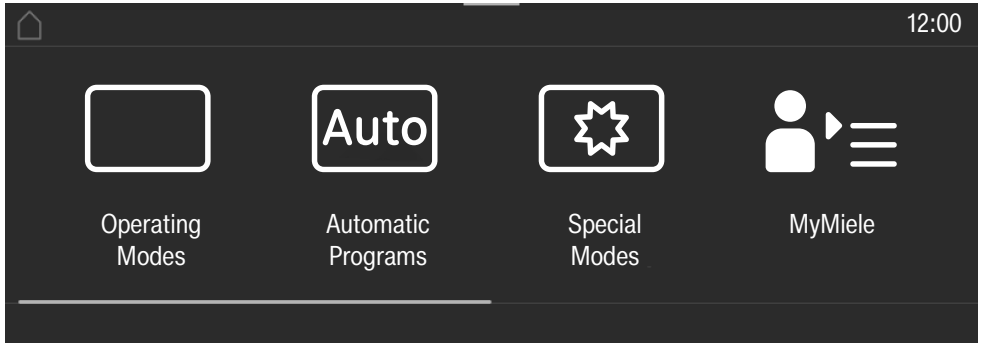 12:00
Auto
Operating
Modes
Automatic
Programs
Special
Modes
MyMiele